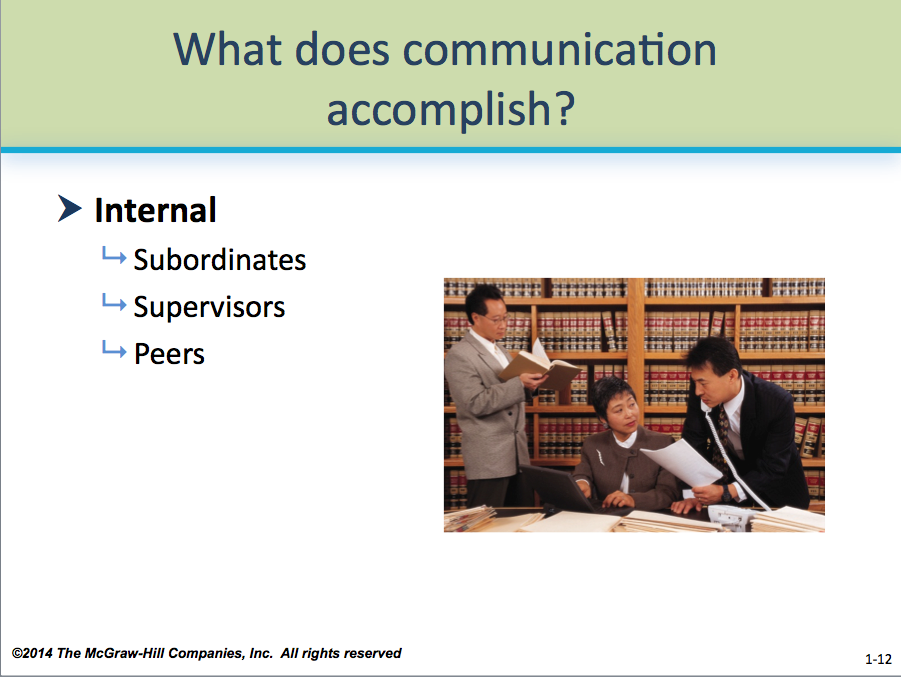 What does communication
accomplish?
Internal
Subordinates
Supervisors
Peers
©2014 The McGraw-Hill Companies, Inc.  All rights reserved
1-12